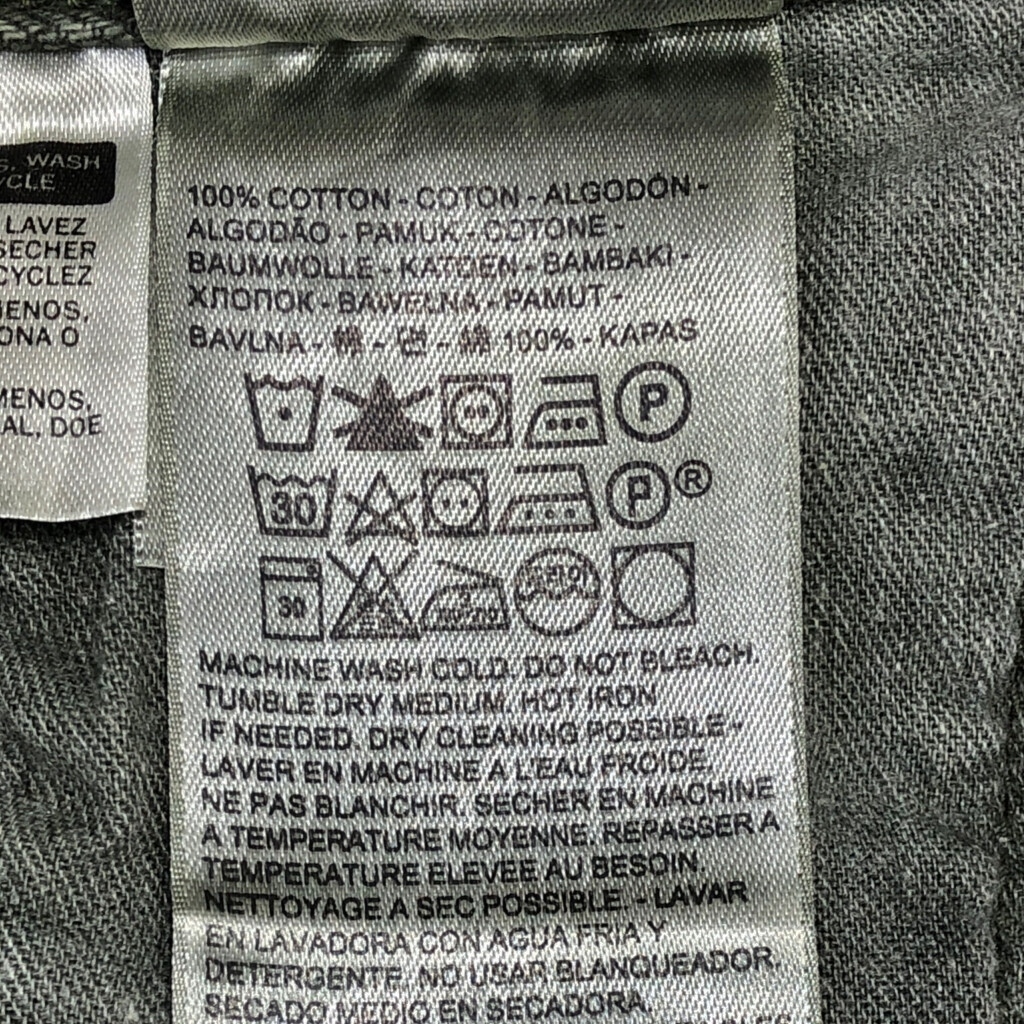 S, WASH
YCLE
LAVEZ
SECHER
CYCLEZ
MENOS,
ONA O
MENOS,
AL, DOE
100% COTTON - COTON - ALGODÓN -
ALGODÃO - PAMUK - COTONE -
BAUMWOLLE - KATOEN - BAMBAKI -
ХЛОПОК - BAWEŁNA - PAMUT -
BAVLNA - 棉 - 면 - 綿 100% - KAPAS
P
30 P ®
30
MACHINE WASH COLD. DO NOT BLEACH.
TUMBLE DRY MEDIUM. HOT IRON
IF NEEDED. DRY CLEANING POSSIBLE -
LAVER EN MACHINE A L'EAU FROIDE.
NE PAS BLANCHIR. SECHER EN MACHINE
A TEMPERATURE MOYENNE. REPASSER A
TEMPERATURE ELEVEE AU BESOIN.
NETTOYAGE A SEC POSSIBLE. - LAVAR
EN LAVADORA CON AGUA FRIA Y
DETERGENTE. NO USAR BLANQUEADOR.
SECADO MEDIO EN SECADORA.